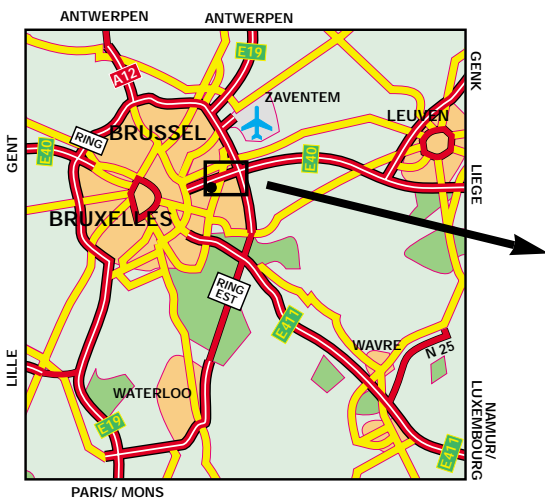 ANTWERPEN
ANTWERPEN
E19
A12
GENK
ZAVENTEM
LEUVEN
BRUSSEL
RING
GENT
E40
E40
LIEGE
BRUXELLES
RING
EST
E411
WAVRE
N 25
LILLE
WATERLOO
E19
NAMUR/
LUXEMBOURG
E411
PARIS/ MONS